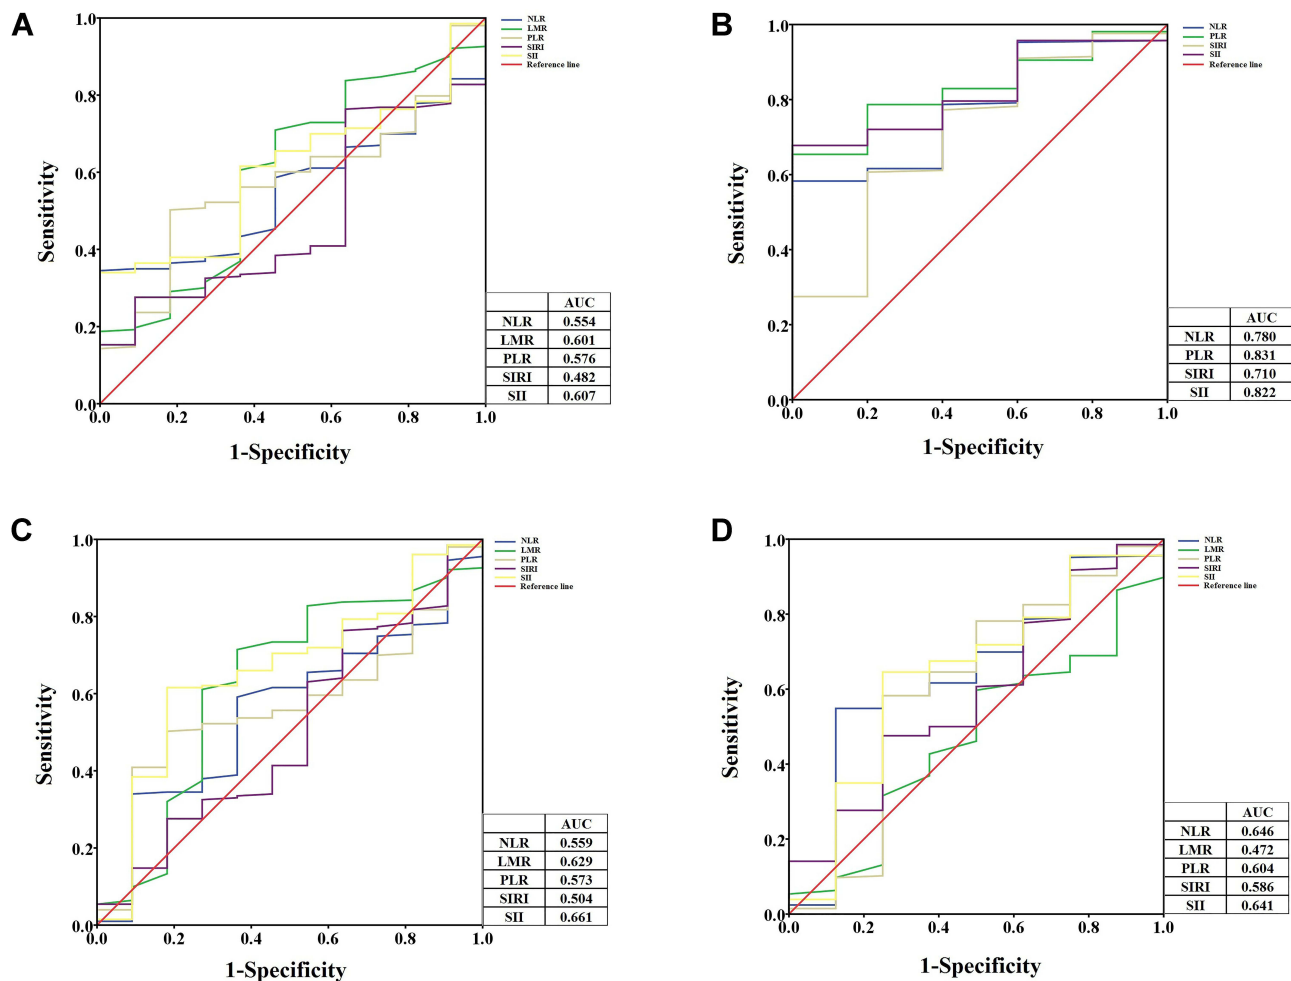 A
1.0
0.8
0.6
0.4
0.2
0.0
0.0 0.2 0.4 0.6 0.8 1.0
Sensitivity
1-Specificity
NLR
LMR
PLR
SIRI
SII
Reference line
AUC
NLR 0.554
LMR 0.601
PLR 0.576
SIRI 0.482
SII 0.607
B
1.0
0.8
0.6
0.4
0.2
0.0
0.0 0.2 0.4 0.6 0.8 1.0
Sensitivity
1-Specificity
NLR
PLR
SIRI
SII
Reference line
AUC
NLR 0.780
PLR 0.831
SIRI 0.710
SII 0.822
C
1.0
0.8
0.6
0.4
0.2
0.0
0.0 0.2 0.4 0.6 0.8 1.0
Sensitivity
1-Specificity
NLR
LMR
PLR
SIRI
SII
Reference line
AUC
NLR 0.559
LMR 0.629
PLR 0.573
SIRI 0.504
SII 0.661
D
1.0
0.8
0.6
0.4
0.2
0.0
0.0 0.2 0.4 0.6 0.8 1.0
Sensitivity
1-Specificity
NLR
LMR
PLR
SIRI
SII
Reference line
AUC
NLR 0.646
LMR 0.472
PLR 0.604
SIRI 0.586
SII 0.641